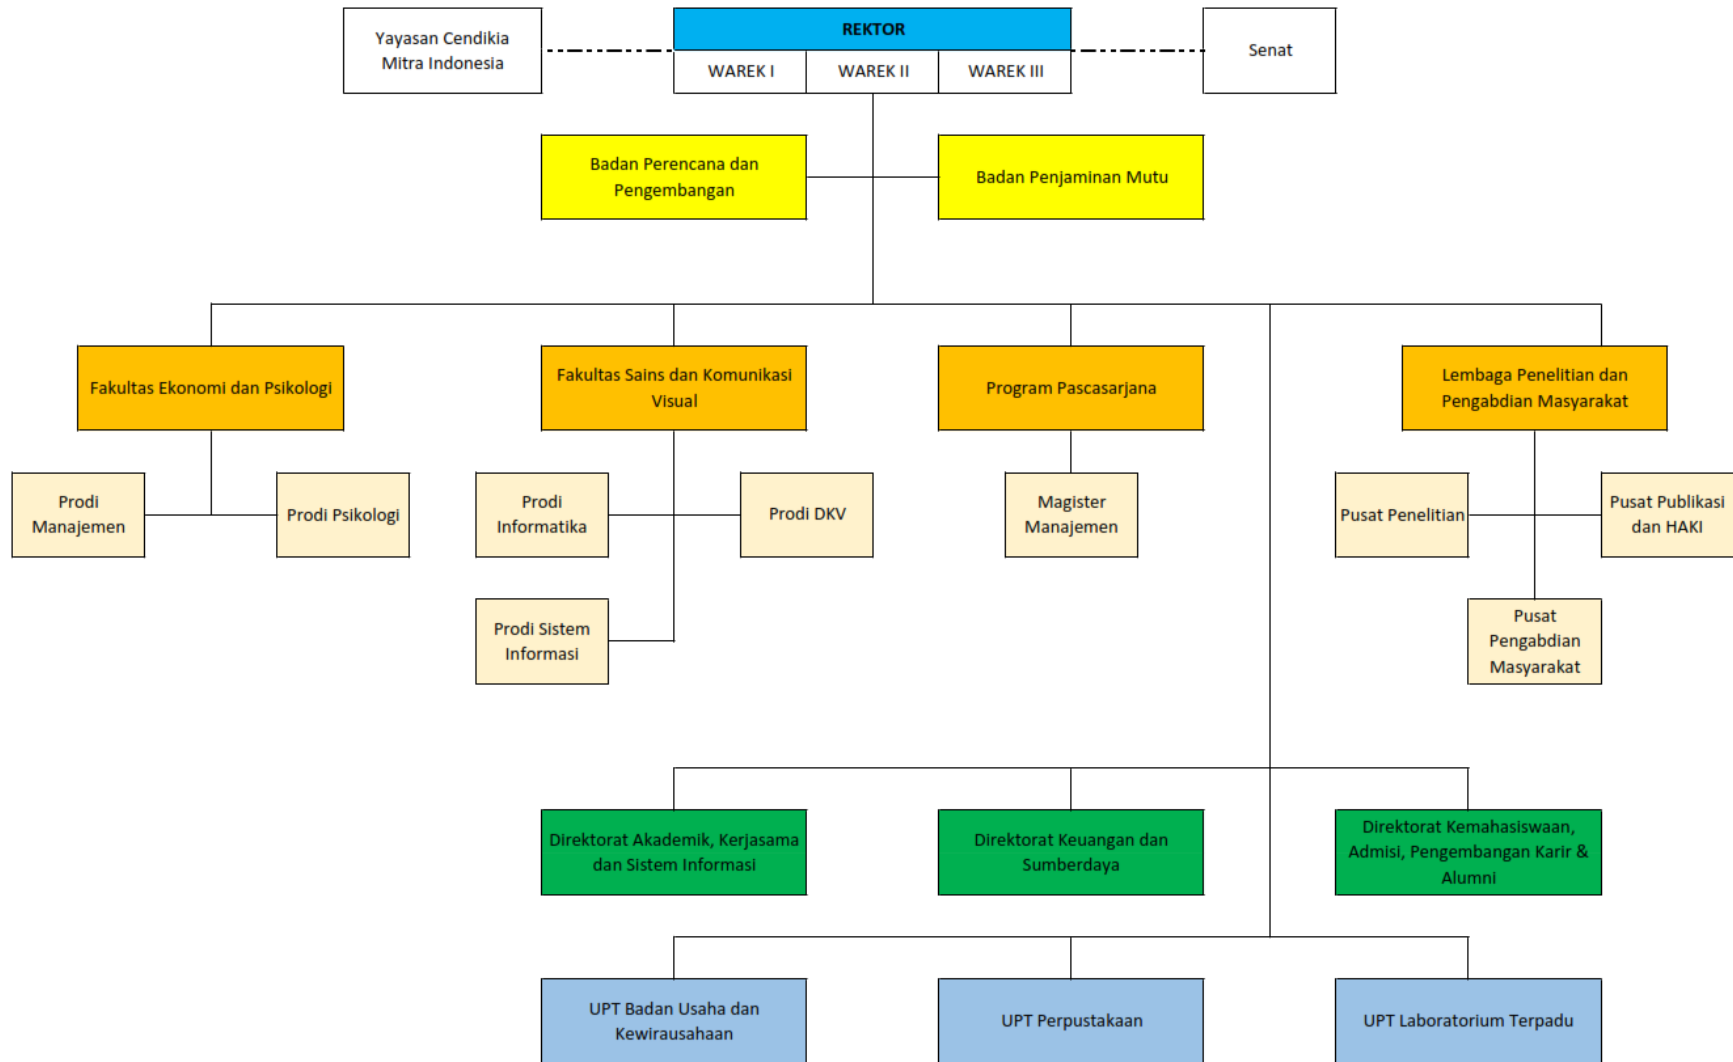 Yayasan Cendikia
Mitra Indonesia
REKTOR
WAREK I
WAREK II
WAREK III
Senat
Badan Perencana dan
Pengembangan
Badan Penjaminan Mutu
Fakultas Ekonomi dan Psikologi
Fakultas Sains dan Komunikasi
Visual
Program Pascasarjana
Lembaga Penelitian dan
Pengabdian Masyarakat
Prodi
Manajemen
Prodi Psikologi
Prodi
Informatika
Prodi DKV
Magister
Manajemen
Pusat Penelitian
Pusat Publikasi
dan HAKI
Prodi Sistem
Informasi
Pusat
Pengabdian
Masyarakat
Direktorat Akademik, Kerjasama
dan Sistem Informasi
Direktorat Keuangan dan
Sumberdaya
Direktorat Kemahasiswaan,
Admisi, Pengembangan Karir &
Alumni
UPT Badan Usaha dan
Kewirausahaan
UPT Perpustakaan
UPT Laboratorium Terpadu